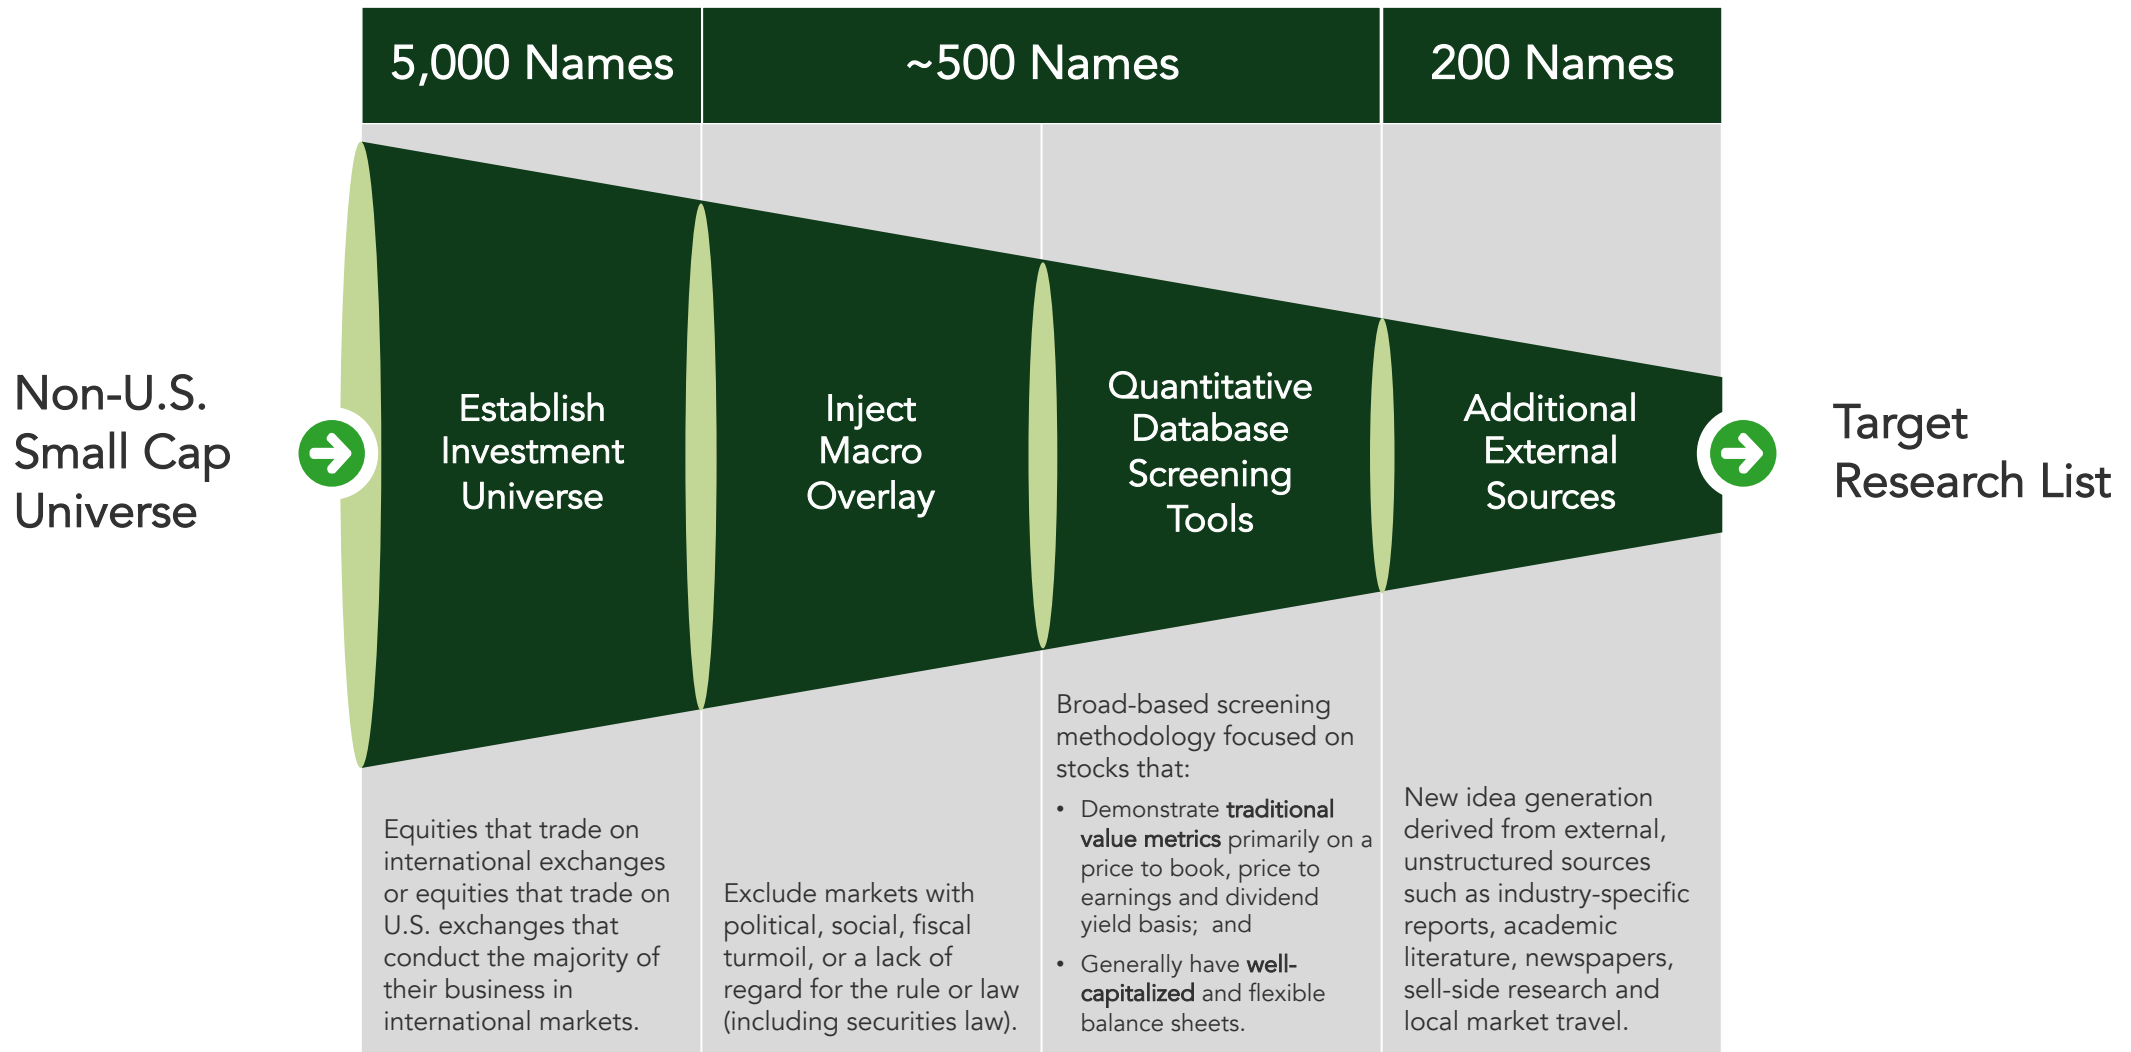 5,000 Names
~500 Names
200 Names
Non-U.S.
Small Cap
Universe
Establish
Investment
Universe
Inject
Macro
Overlay
Quantitative
Database
Screening
Tools
Additional
External
Sources
Target
Research List
Equities that trade on
international exchanges
or equities that trade on
U.S. exchanges that
conduct the majority of
their business in
international markets.
Exclude markets with
political, social, fiscal
turmoil, or a lack of
regard for the rule or law
(including securities law).
Broad-based screening
methodology focused on
stocks that:
• Demonstrate traditional
value metrics primarily on a
price to book, price to
earnings and dividend
yield basis; and
• Generally have well-
capitalized and flexible
balance sheets.
New idea generation
derived from external,
unstructured sources
such as industry-specific
reports, academic
literature, newspapers,
sell-side research and
local market travel.